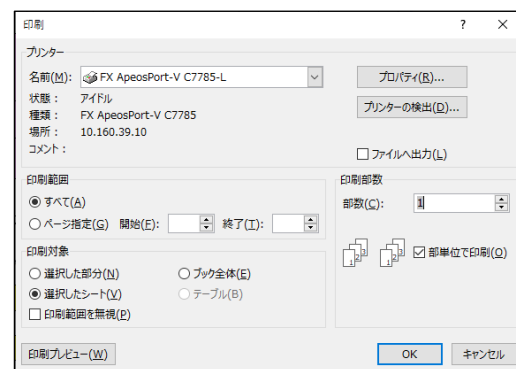 印刷 ? ×
プリンター
名前(M): FX ApeosPort-V C7785-L プロパティ(R)...
状態： アイドル プリンターの検出(D)...
種類： FX ApeosPort-V C7785
場所： 10.160.39.10
コメント： ファイルへ出力(L)
印刷範囲 印刷部数
すべて(A) 部数(C): 1
ページ指定(G) 開始(F): 終了(T):
印刷対象
選択した部分(N) ブック全体(E) 1 2 3 1 2 3 部単位で印刷(O)
選択したシート(V) テーブル(B)
印刷範囲を無視(P)
印刷プレビュー(W) OK キャンセル